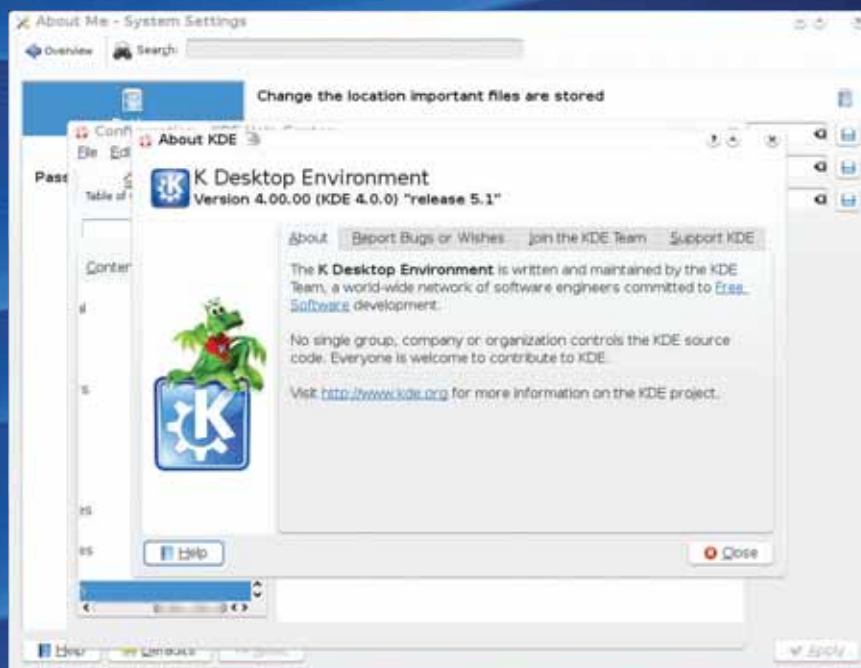 About Me - System Settings
Overview Search:
Change the location important files are stored
File
Pass
Table of
About KDE
K Desktop Environment
Version 4.00.00 (KDE 4.0.0) "release 5.1"
About Report Bugs or Wishes Join the KDE Team Support KDE
The K Desktop Environment is written and maintained by the KDE
Team, a world-wide network of software engineers committed to Free
Software development.
No single group, company or organization controls the KDE source
code. Everyone is welcome to contribute to KDE.
Visit http://www.kde.org for more information on the KDE project.
K
Help Close
Help Defaults
Apply